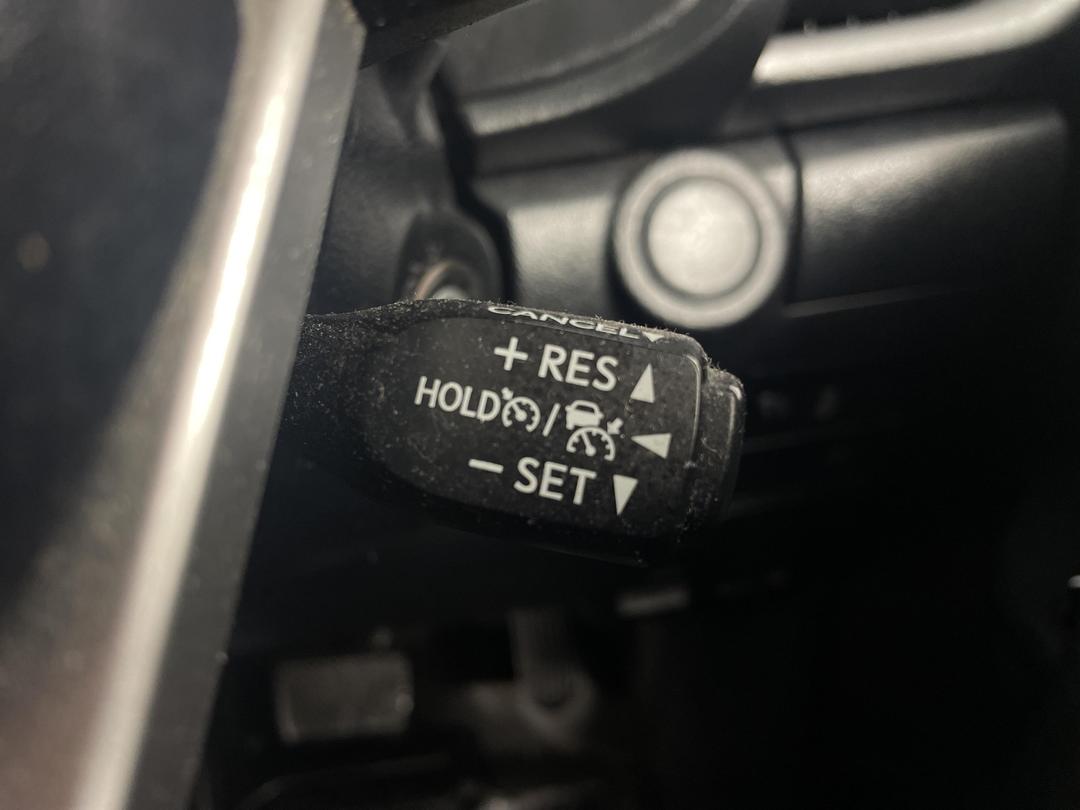 CANCEL
+ RES
HOLD /
− SET